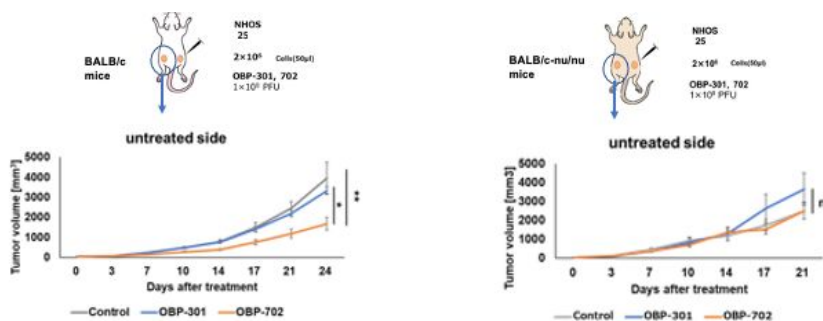 NHOS
25
2×10⁶ Cells(50μl)
OBP-301, 702
1×10⁸ PFU
BALB/c
mice
untreated side
Tumor volume [mm³]
5000
4000
3000
2000
1000
0
0 3 7 10 14 17 21 24
Days after treatment
* **
Control OBP-301 OBP-702
NHOS
25
2×10⁶ Cells(50μl)
OBP-301, 702
1×10⁸ PFU
BALB/c-nu/nu
mice
untreated side
Tumor volume [mm3]
5000
4000
3000
2000
1000
0
0 3 7 10 14 17 21
Days after treatment
Control OBP-301 OBP-702